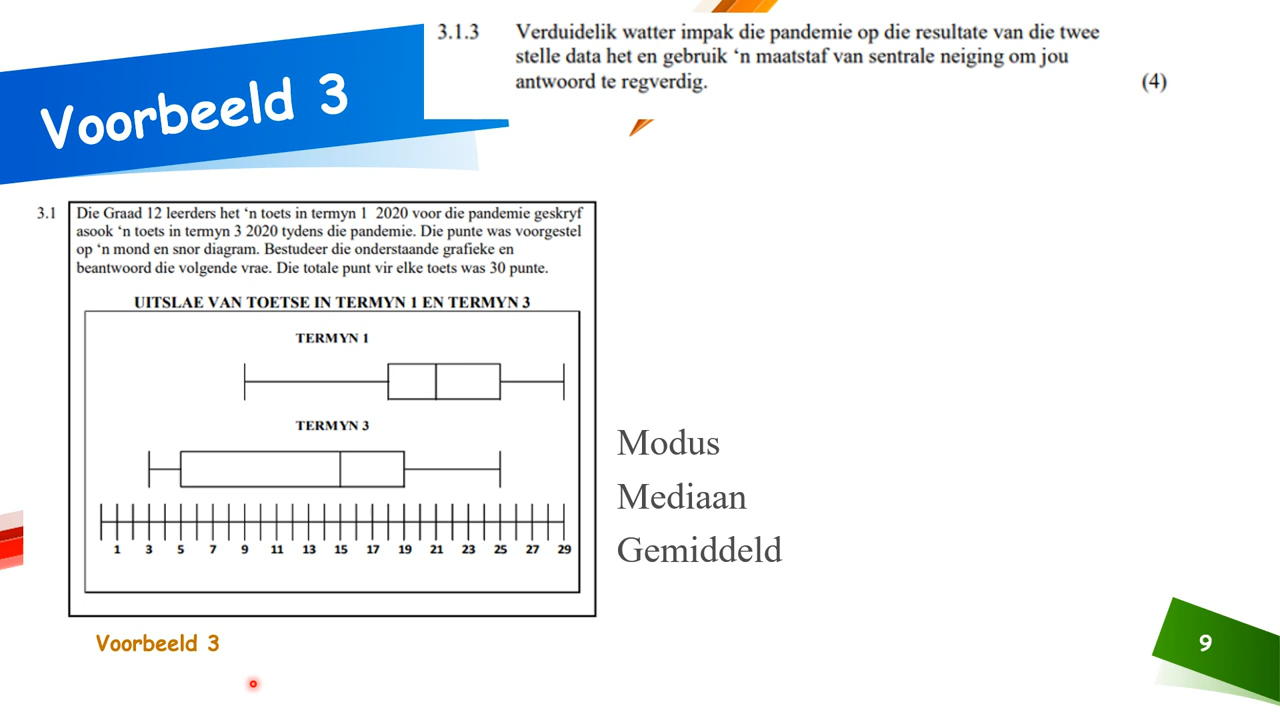 3.1.3 Verduidelik watter impak die pandemie op die resultate van die twee
stelle data het en gebruik ‘n maatstaf van sentrale neiging om jou
antwoord te regverdig. (4)
Voorbeeld 3
3.1 Die Graad 12 leerders het ‘n toets in termyn 1 2020 voor die pandemie geskryf
asook ‘n toets in termyn 3 2020 tydens die pandemie. Die punte was voorgestel
op ‘n mond en snor diagram. Bestudeer die onderstaande grafieke en
beantwoord die volgende vrae. Die totale punt vir elke toets was 30 punte.
UITSLAE VAN TOETSE IN TERMYN 1 EN TERMYN 3
TERMYN 1
TERMYN 3
1 3 5 7 9 11 13 15 17 19 21 23 25 27 29
Modus
Mediaan
Gemiddeld
Voorbeeld 3
9